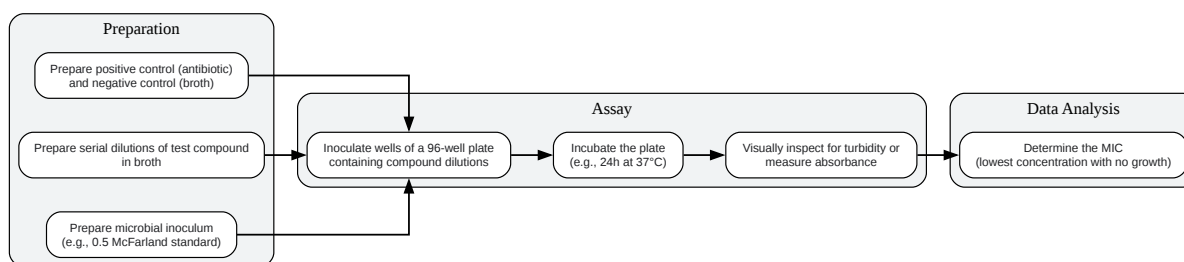 Preparation
Prepare positive control (antibiotic)
and negative control (broth)
Prepare serial dilutions of test compound
in broth
Prepare microbial inoculum
(e.g., 0.5 McFarland standard)
Assay
Inoculate wells of a 96-well plate
containing compound dilutions
Incubate the plate
(e.g., 24h at 37°C)
Visually inspect for turbidity or
measure absorbance
Data Analysis
Determine the MIC
(lowest concentration with no growth)